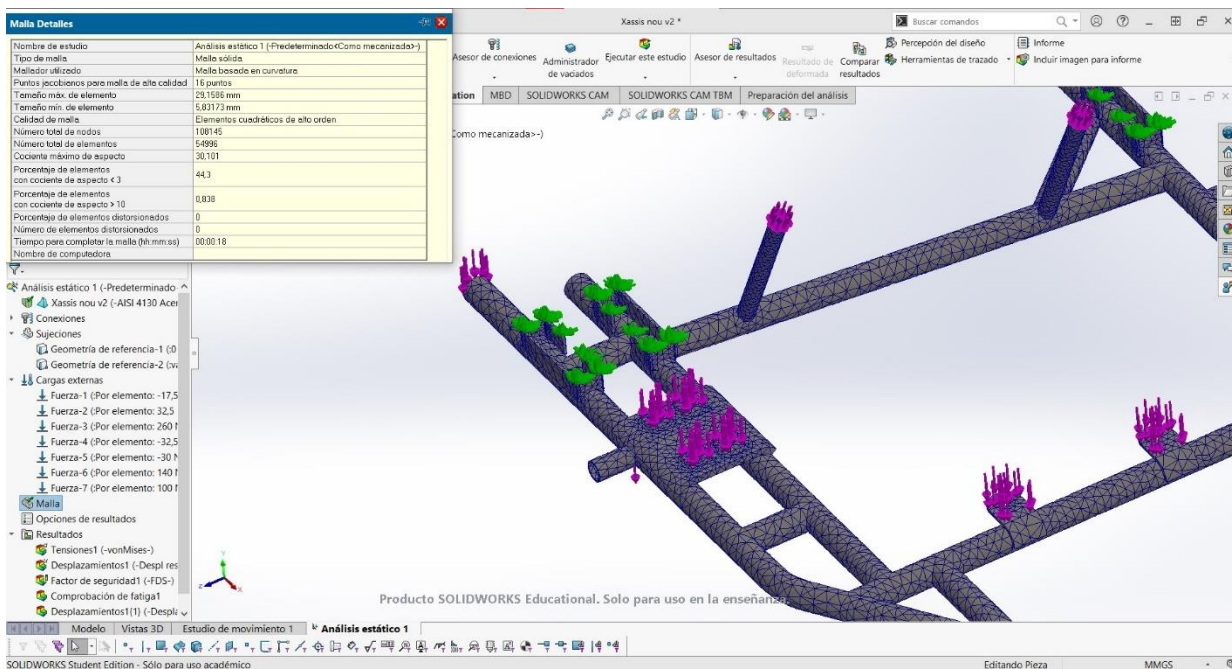 Malla Detalles
Nombre de estudio Análisis estático 1 (-Predeterminado<Como mecanizada>-)
Tipo de malla Malla sólida
Mallador utilizado Malla basada en curvatura
Puntos jacobianos para malla de alta calidad 16 puntos
Tamaño máx. de elemento 29,1586 mm
Tamaño mín. de elemento 5,83173 mm
Calidad de malla Elementos cuadráticos de alto orden
Número total de nodos 108145
Número total de elementos 54996
Cociente máximo de aspecto 30,101
Porcentaje de elementos
con cociente de aspecto < 3 44,3
Porcentaje de elementos
con cociente de aspecto > 10 0,838
Porcentaje de elementos distorsionados 0
Número de elementos distorsionados 0
Tiempo para completar la malla (hh:mm:ss) 00:00:18
Nombre de computadora
Xassis nou v2 *
Buscar comandos
Asesor de conexiones
Administrador de vaciados
Ejecutar este estudio
Asesor de resultados
Resultado de deformada
Comparar resultados
Percepción del diseño
Herramientas de trazado
Informe
Induir imagen para informe
ation MBD SOLIDWORKS CAM SOLIDWORKS CAM TBM Preparación del análisis
Como mecanizada>-)
Análisis estático 1 (-Predeterminado
Xassis nou v2 (-AISI 4130 Acer
Conexiones
Sujeciones
Geometría de referencia-1 (:0
Geometría de referencia-2 (:va
Cargas externas
Fuerza-1 (:Por elemento: -17,5
Fuerza-2 (:Por elemento: 32,5
Fuerza-3 (:Por elemento: 260 N
Fuerza-4 (:Por elemento: -32,5
Fuerza-5 (:Por elemento: -30 N
Fuerza-6 (:Por elemento: 140 N
Fuerza-7 (:Por elemento: 100 N
Malla
Opciones de resultados
Resultados
Tensiones1 (-vonMises-)
Desplazamientos1 (-Despl res
Factor de seguridad1 (-FDS-)
Comprobación de fatiga1
Desplazamientos1{1} (-Despla
Producto SOLIDWORKS Educational. Solo para uso en la enseñanza
Modelo Vistas 3D Estudio de movimiento 1 Análisis estático 1
SOLIDWORKS Student Edition - Sólo para uso académico
Editando Pieza MMGS